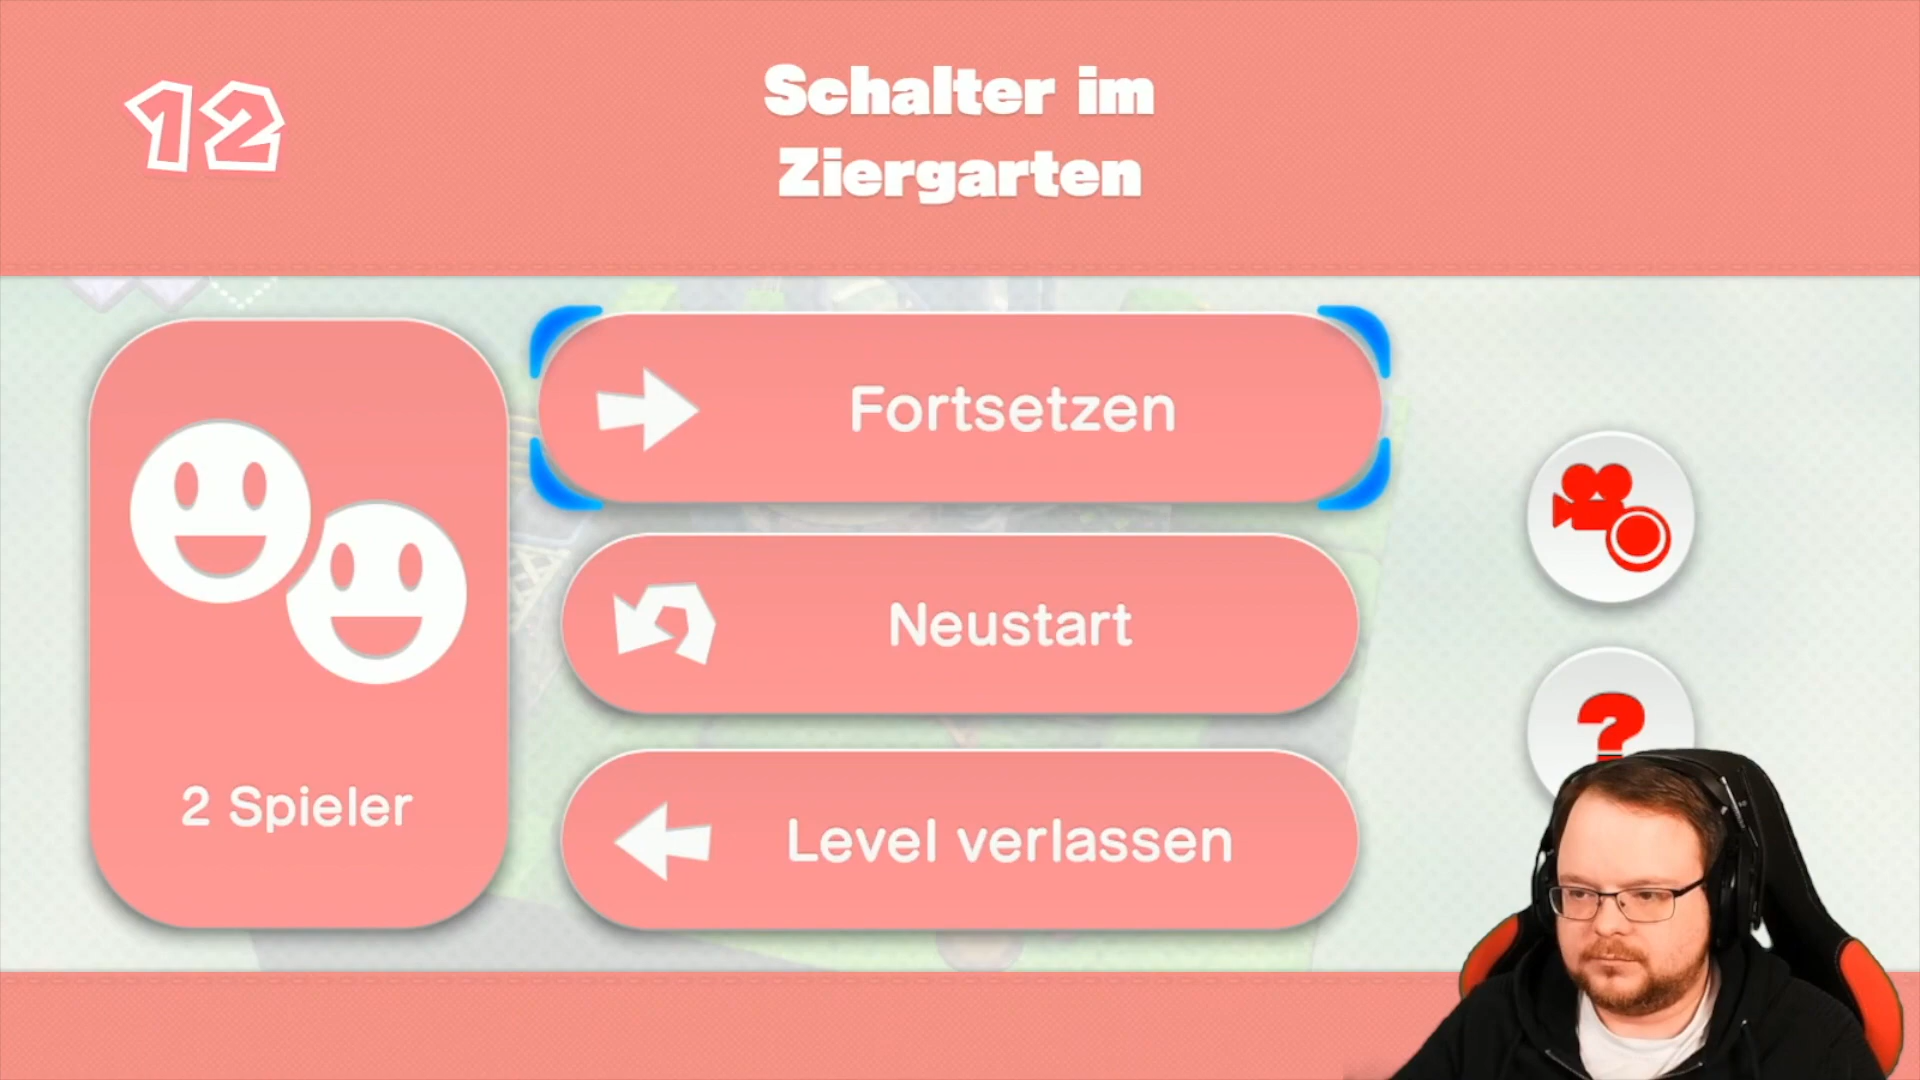 12
Schalter im
Ziergarten
Fortsetzen
Neustart
2 Spieler
Level verlassen
?